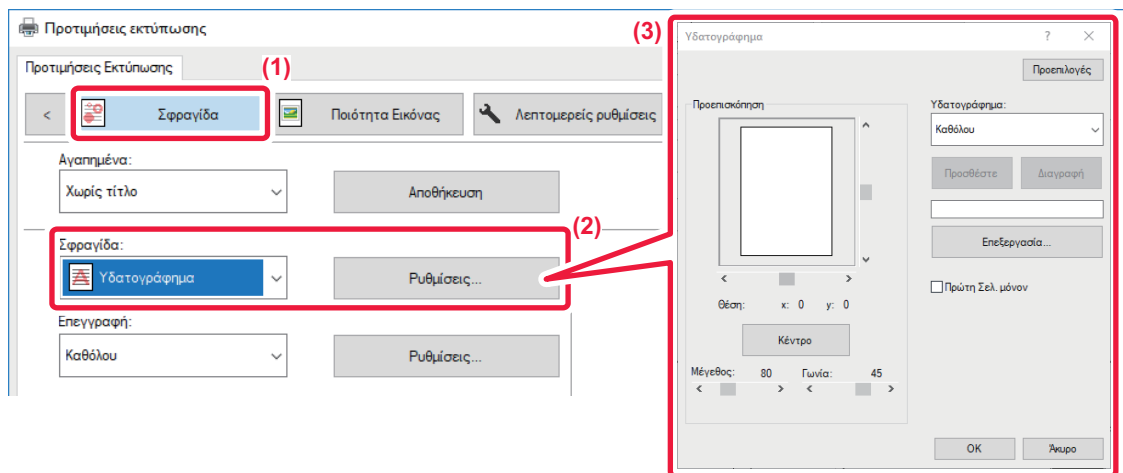 Προτιμήσεις εκτύπωσης
Προτιμήσεις Εκτύπωσης
(1)
< Σφραγίδα Ποιότητα Εικόνας Λεπτομερείς ρυθμίσεις
Αγαπημένα:
Χωρίς τίτλο Αποθήκευση
(2)
Σφραγίδα:
Υδατογράφημα Ρυθμίσεις...
Επεγγραφή:
Καθόλου Ρυθμίσεις...
(3)
Υδατογράφημα ? ×
Προεπιλογές
Προεπισκόπηση
Υδατογράφημα:
Καθόλου
Προσθέστε Διαγραφή
Επεξεργασία...
Πρώτη Σελ. μόνον
< >
Θέση: x: 0 y: 0
Κέντρο
Μέγεθος: 80 Γωνία: 45
< > < >
OK Άκυρο